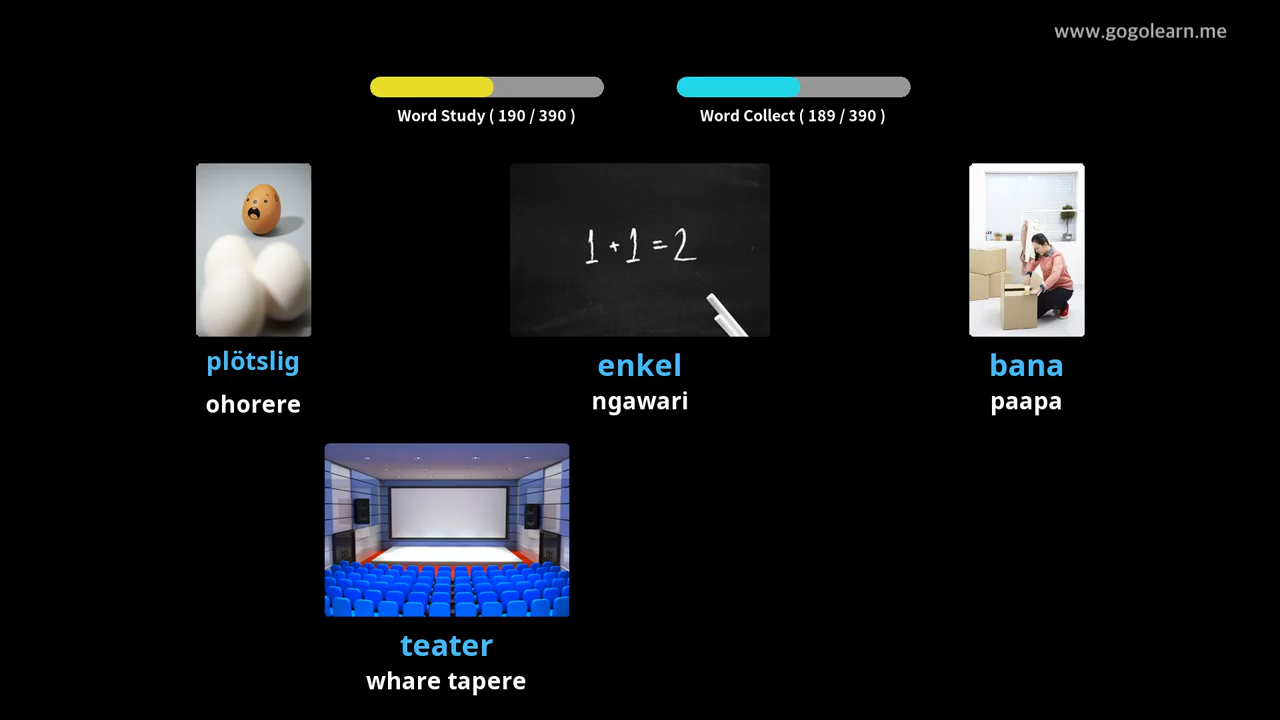 www.gogolearn.me
Word Study ( 190 / 390 )
Word Collect ( 189 / 390 )
1 + 1 = 2
plötslig
ohorere
enkel
ngawari
bana
paapa
teater
whare tapere